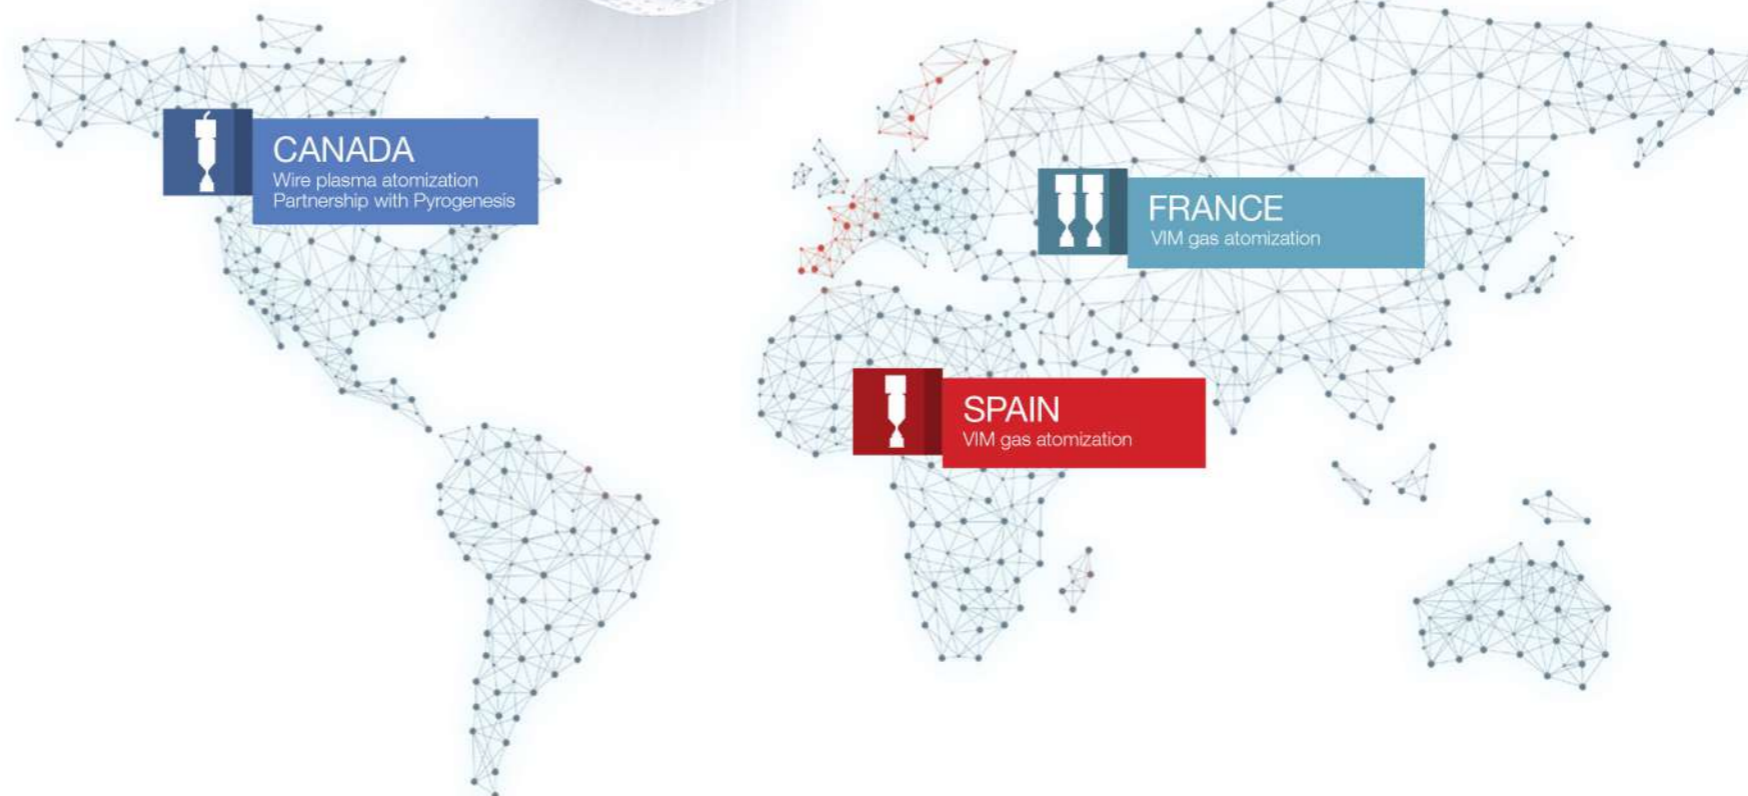 CANADA
Wire plasma atomization
Partnership with Pyrogenesis
FRANCE
VIM gas atomization
SPAIN
VIM gas atomization